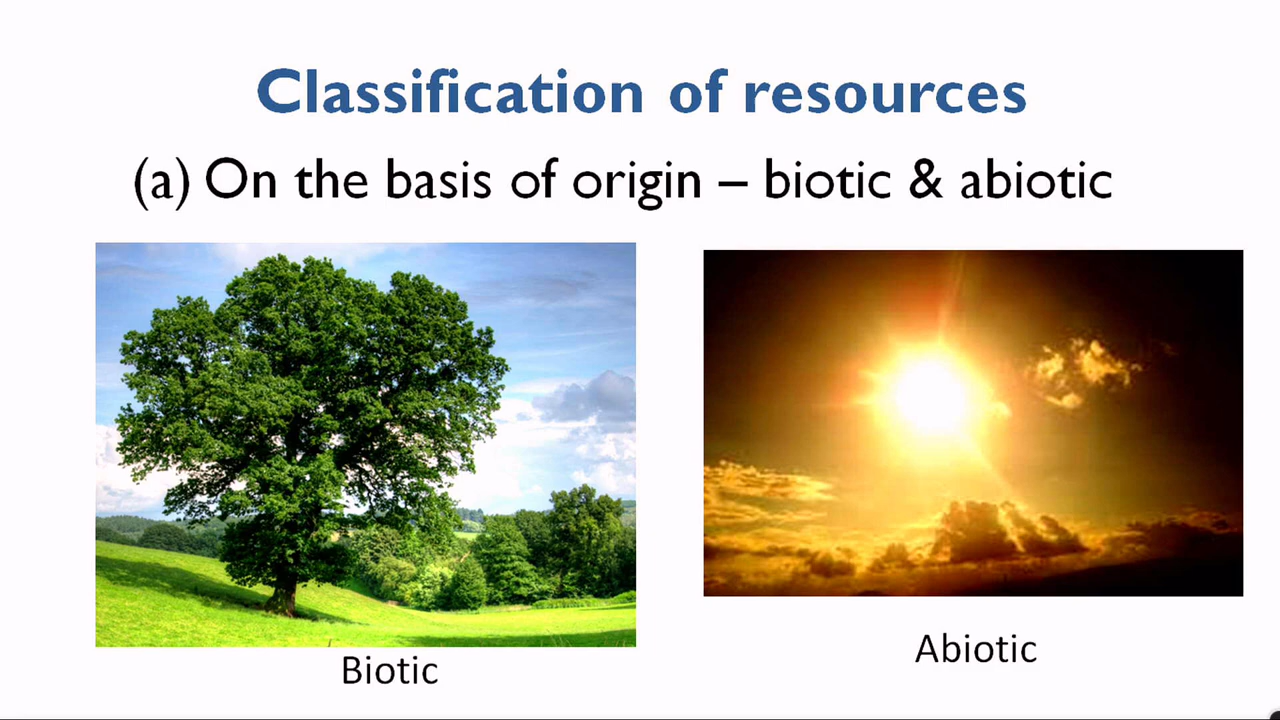 Classification of resources
(a) On the basis of origin – biotic & abiotic
Biotic
Abiotic